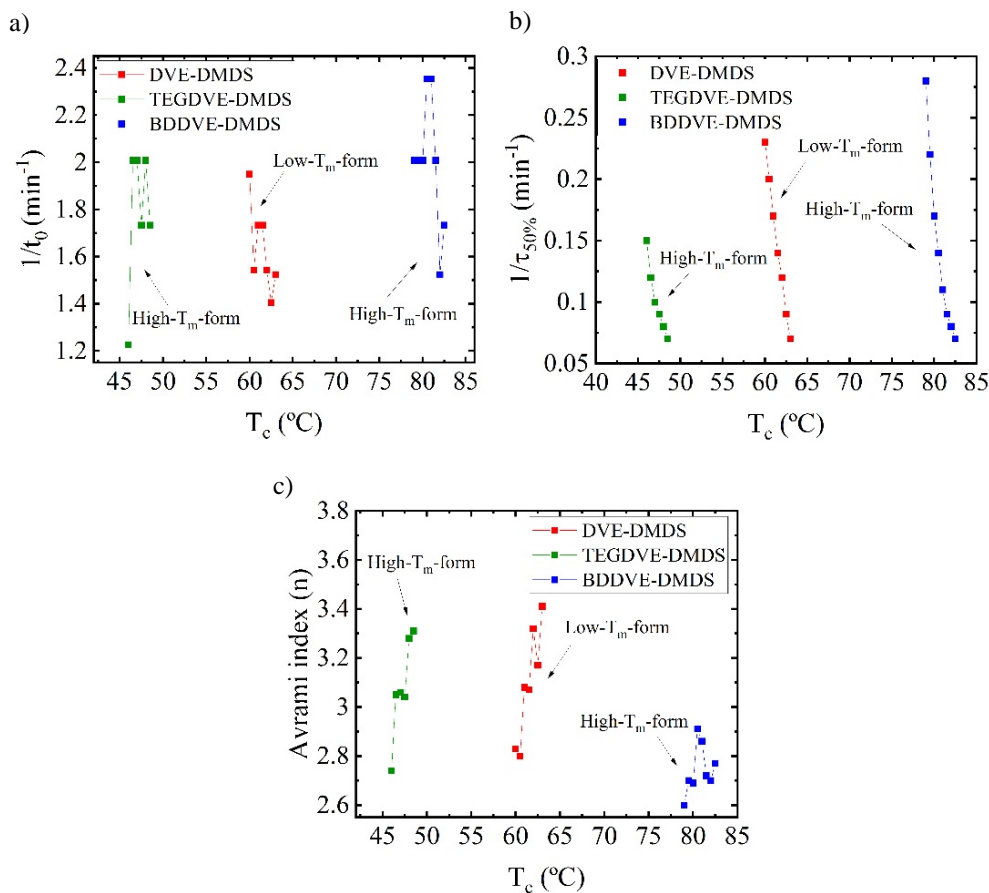 a)
2.4
2.2
2
1.8
1.6
1.4
1.2
1/t₀ (min⁻¹)
DVE-DMDS
TEGDVE-DMDS
BDDVE-DMDS
Low-Tₘ-form
High-Tₘ-form
High-Tₘ-form
45 50 55 60 65 70 75 80 85
T_c (ºC)
b)
0.3
0.25
0.2
0.15
0.1
0.05
1/τ₅₀% (min⁻¹)
DVE-DMDS
TEGDVE-DMDS
BDDVE-DMDS
Low-Tₘ-form
High-Tₘ-form
High-Tₘ-form
40 45 50 55 60 65 70 75 80 85
T_c (ºC)
c)
3.8
3.6
3.4
3.2
3.0
2.8
2.6
Avrami index (n)
DVE-DMDS
TEGDVE-DMDS
BDDVE-DMDS
High-Tₘ-form
Low-Tₘ-form
High-Tₘ-form
45 50 55 60 65 70 75 80 85
T_c (ºC)